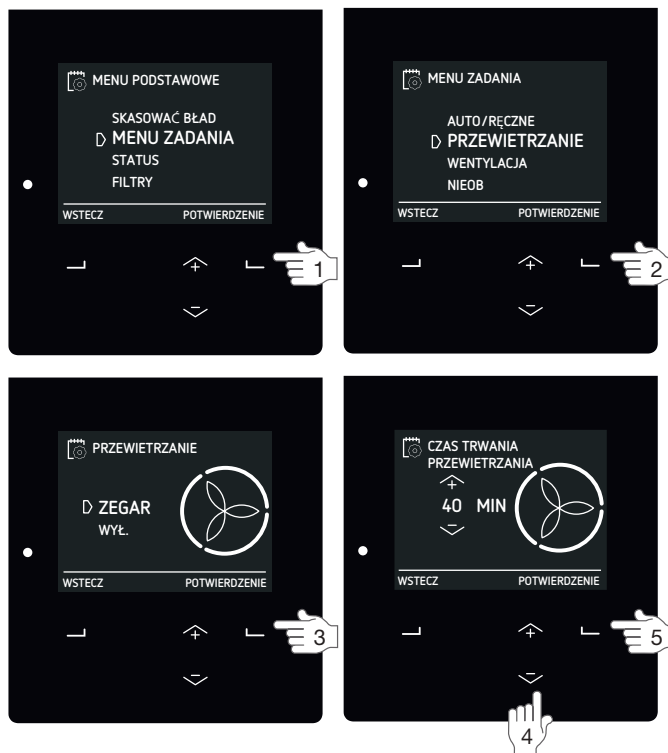 MENU PODSTAWOWE
SKASOWAĆ BŁAD
MENU ZADANIA
STATUS
FILTRY
WSTECZ POTWIERDZENIE
1
MENU ZADANIA
AUTO/RĘCZNE
PRZEWIETRZANIE
WENTYLACJA
NIEOB
WSTECZ POTWIERDZENIE
2
PRZEWIETRZANIE
ZEGAR
WYŁ.
WSTECZ POTWIERDZENIE
3
CZAS TRWANIA
PRZEWIETRZANIA
40 MIN
WSTECZ POTWIERDZENIE
5
4